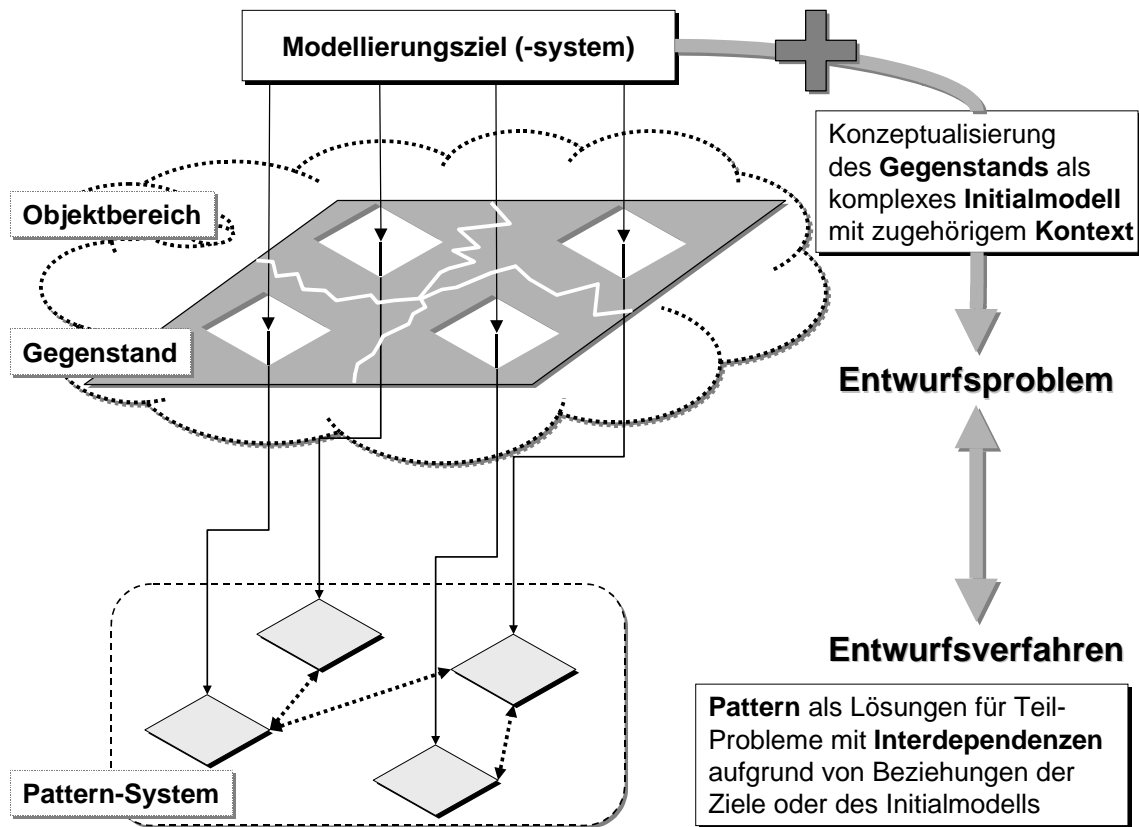 Modellierungsziel (-system)
Konzeptualisierung
des Gegenstands als
komplexes Initialmodell
mit zugehörigem Kontext
Objektbereich
Gegenstand
Entwurfsproblem
Entwurfsverfahren
Pattern als Lösungen für Teil-
Probleme mit Interdependenzen
aufgrund von Beziehungen der
Ziele oder des Initialmodells
Pattern-System